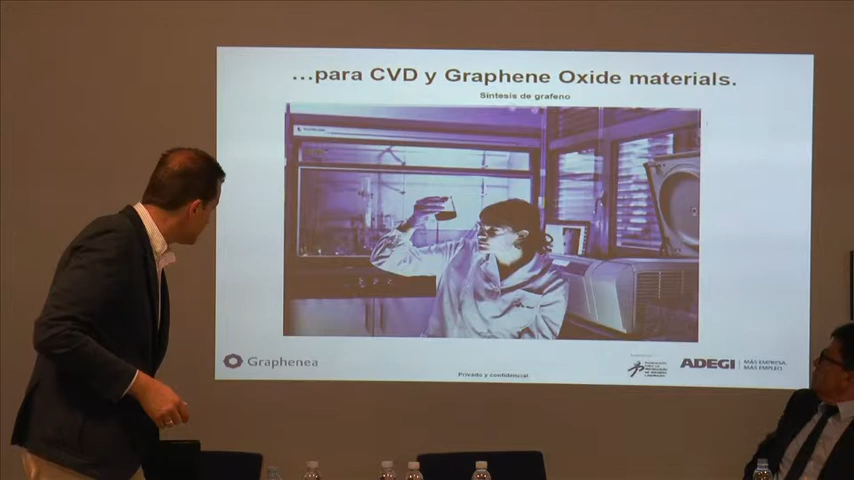 ...para CVD y Graphene Oxide materials.
Síntesis de grafeno
Graphenea
Privado y confidencial
ADEGI
MÁS EMPRESA.
MÁS EMPLEO.